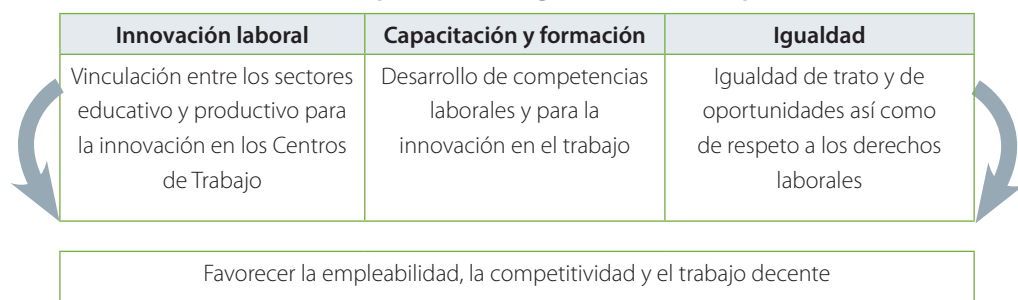 Innovación laboral
Capacitación y formación
Igualdad
Vinculación entre los sectores
educativo y productivo para
la innovación en los Centros
de Trabajo
Desarrollo de competencias
laborales y para la
innovación en el trabajo
Igualdad de trato y de
oportunidades así como
de respeto a los derechos
laborales
Favorecer la empleabilidad, la competitividad y el trabajo decente